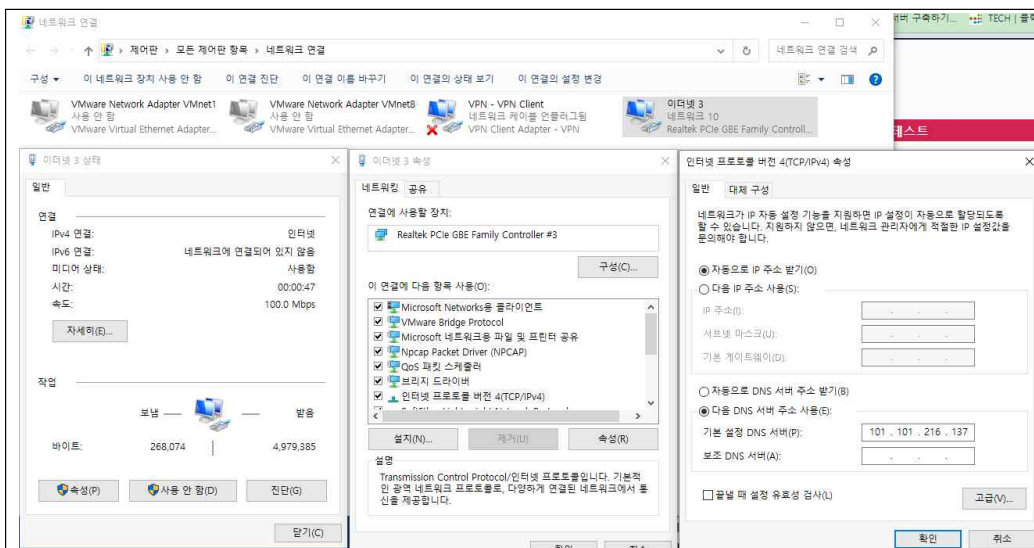 네트워크 연결
서버 구축하기... TECH | 클
제어판 › 모든 제어판 항목 › 네트워크 연결
네트워크 연결 검색
구성 이 네트워크 장치 사용 안 함 이 연결 진단 이 연결 이름 바꾸기 이 연결의 상태 보기 이 연결의 설정 변경
VMware Network Adapter VMnet1
사용 안 함
VMware Virtual Ethernet Adapter...
VMware Network Adapter VMnet8
사용 안 함
VMware Virtual Ethernet Adapter...
VPN - VPN Client
네트워크 케이블 언플러그됨
VPN Client Adapter - VPN
이더넷 3
네트워크 10
Realtek PCIe GBE Family Controll...
테스트
이더넷 3 상태
일반
연결
IPv4 연결: 인터넷
IPv6 연결: 네트워크에 연결되어 있지 않음
미디어 상태: 사용함
시간: 00:00:47
속도: 100.0 Mbps
자세히(E)...
작업
보냄 — — 받음
바이트: 268,074 4,979,385
속성(P) 사용 안 함(D) 진단(G)
닫기(C)
이더넷 3 속성
네트워킹 공유
연결에 사용할 장치:
Realtek PCIe GBE Family Controller #3
구성(C)...
이 연결에 다음 항목 사용(O):
Microsoft Networks용 클라이언트
VMware Bridge Protocol
Microsoft 네트워크용 파일 및 프린터 공유
Npcap Packet Driver (NPCAP)
QoS 패킷 스케줄러
브리지 드라이버
인터넷 프로토콜 버전 4(TCP/IPv4)
설치(N)... 제거(U) 속성(R)
설명
Transmission Control Protocol/인터넷 프로토콜입니다. 기본적
인 광역 네트워크 프로토콜로, 다양하게 연결된 네트워크에서 통
신을 제공합니다.
확인 취소
인터넷 프로토콜 버전 4(TCP/IPv4) 속성
일반 대체 구성
네트워크가 IP 자동 설정 기능을 지원하면 IP 설정이 자동으로 할당되도록
할 수 있습니다. 지원하지 않으면, 네트워크 관리자에게 적절한 IP 설정값을
문의해야 합니다.
자동으로 IP 주소 받기(O)
다음 IP 주소 사용(S):
IP 주소(I):
서브넷 마스크(U):
기본 게이트웨이(D):
자동으로 DNS 서버 주소 받기(B)
다음 DNS 서버 주소 사용(E):
기본 설정 DNS 서버(P): 101 . 101 . 216 . 137
보조 DNS 서버(A):
끝낼 때 설정 유효성 검사(L)
고급(V)...
확인 취소